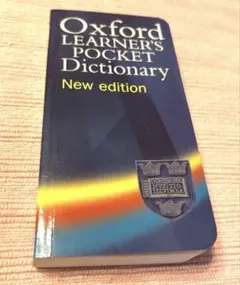 Oxford
LEARNER'S
POCKET
Dictionary
New edition